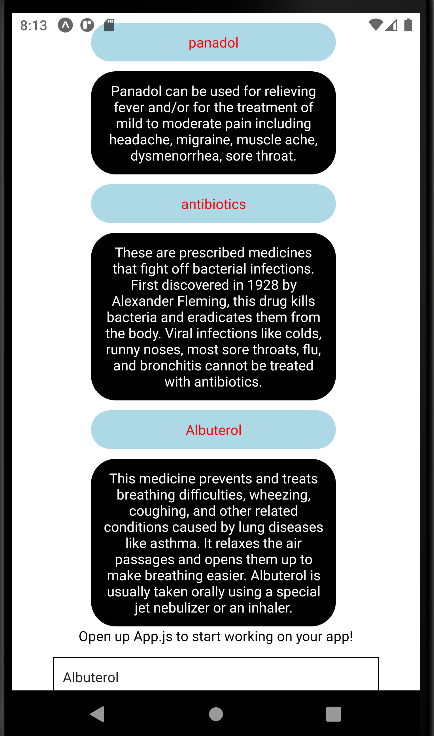 8:13
panadol
Panadol can be used for relieving
fever and/or for the treatment of
mild to moderate pain including
headache, migraine, muscle ache,
dysmenorrhea, sore throat.
antibiotics
These are prescribed medicines
that fight off bacterial infections.
First discovered in 1928 by
Alexander Fleming, this drug kills
bacteria and eradicates them from
the body. Viral infections like colds,
runny noses, most sore throats, flu,
and bronchitis cannot be treated
with antibiotics.
Albuterol
This medicine prevents and treats
breathing difficulties, wheezing,
coughing, and other related
conditions caused by lung diseases
like asthma. It relaxes the air
passages and opens them up to
make breathing easier. Albuterol is
usually taken orally using a special
jet nebulizer or an inhaler.
Open up App.js to start working on your app!
Albuterol